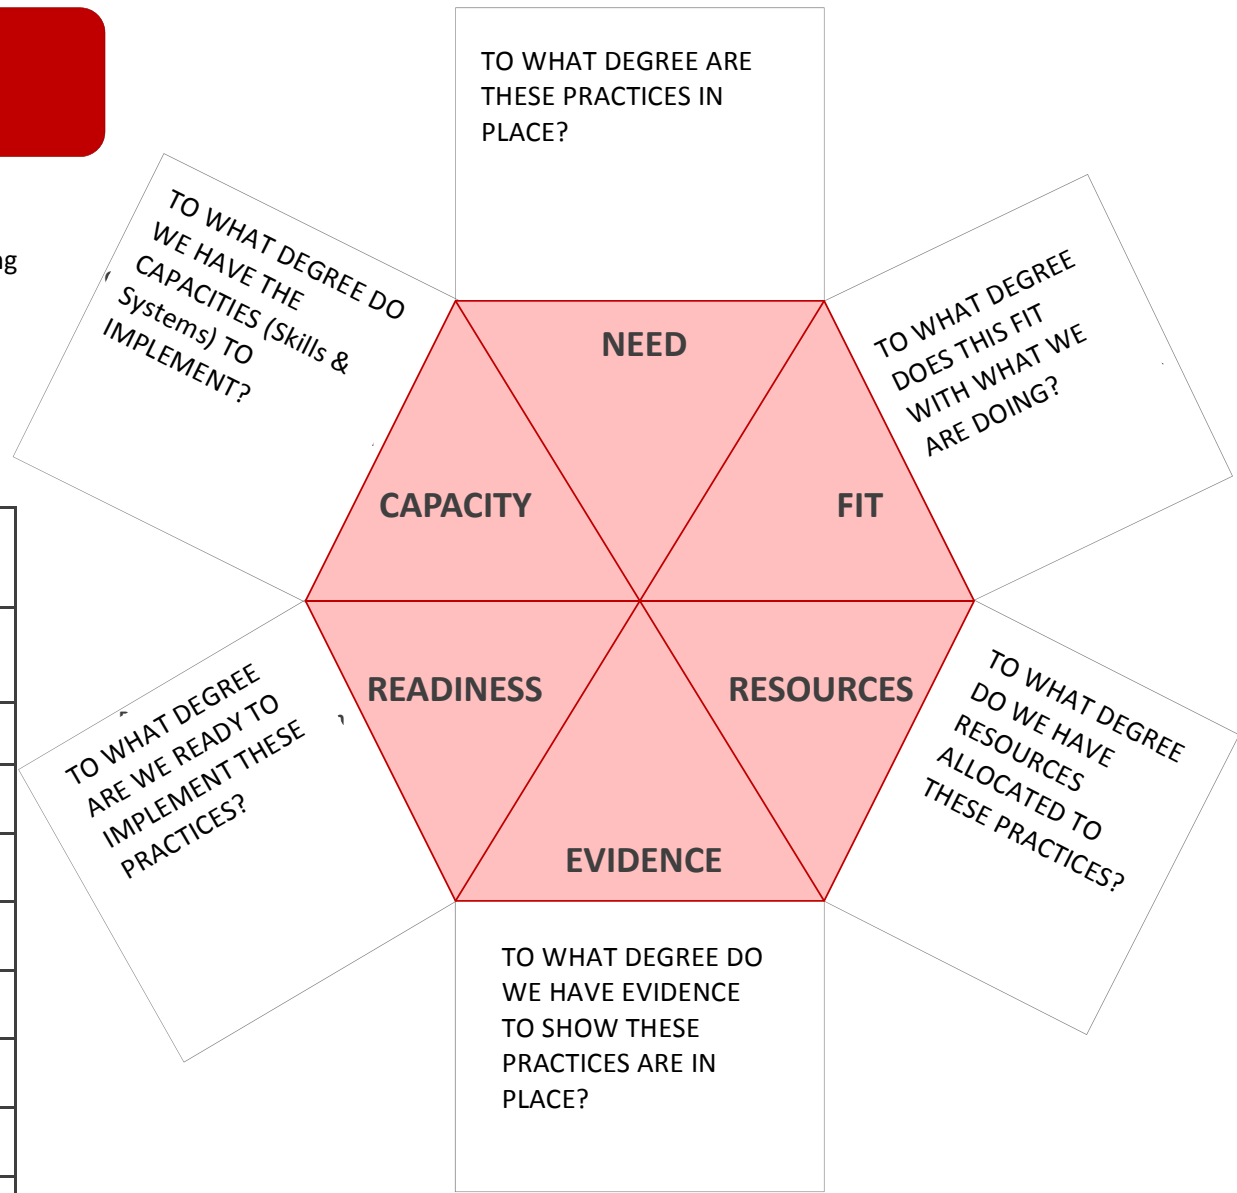 TO WHAT DEGREE ARE
THESE PRACTICES IN
PLACE?
TO WHAT DEGREE DO
WE HAVE THE
CAPACITIES (Skills &
Systems) TO
IMPLEMENT?
TO WHAT DEGREE
DOES THIS FIT
WITH WHAT WE
ARE DOING?
NEED
CAPACITY
FIT
READINESS
RESOURCES
EVIDENCE
TO WHAT DEGREE
ARE WE READY TO
IMPLEMENT THESE
PRACTICES?
TO WHAT DEGREE
DO WE HAVE
RESOURCES
ALLOCATED TO
THESE PRACTICES?
TO WHAT DEGREE DO
WE HAVE EVIDENCE
TO SHOW THESE
PRACTICES ARE IN
PLACE?